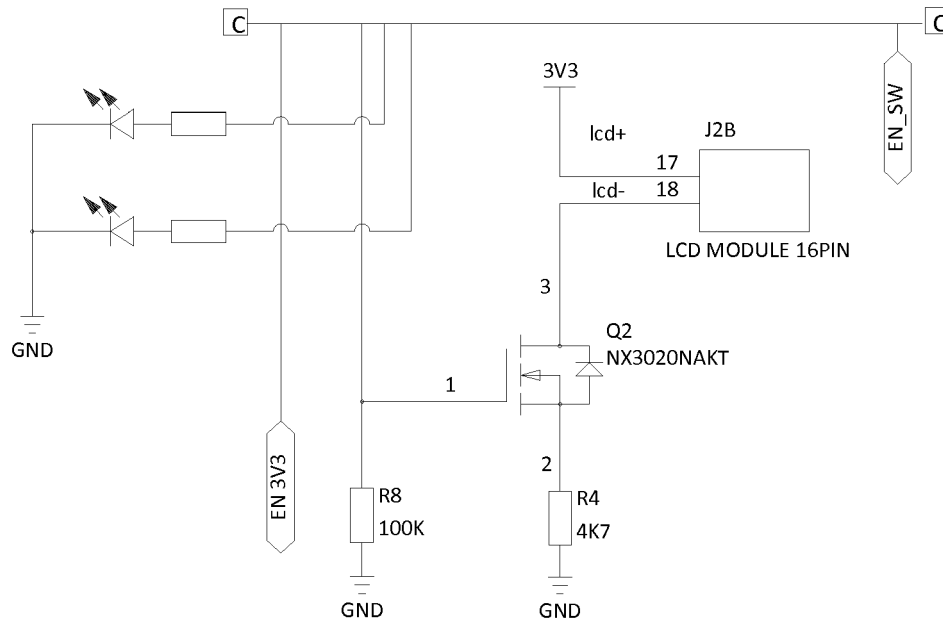 C
C
3V3
EN_SW
lcd+
J2B
17
lcd-
18
LCD MODULE 16PIN
3
Q2
NX3020NAKT
GND
1
EN 3V3
2
R8
100K
R4
4K7
GND
GND